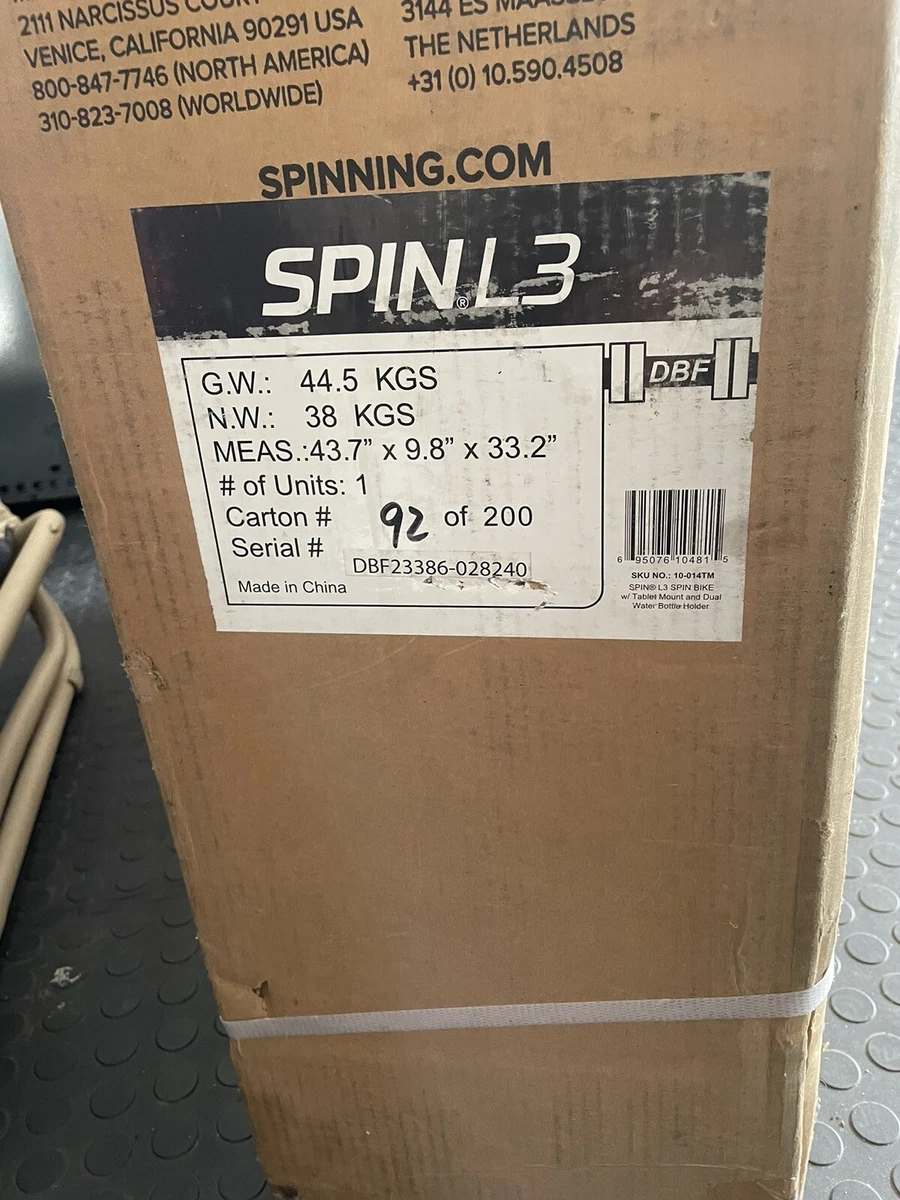 2111 NARCISSUS
VENICE, CALIFORNIA 90291 USA
800-847-7746 (NORTH AMERICA)
310-823-7008 (WORLDWIDE)
3144 ES
THE NETHERLANDS
+31 (0) 10.590.4508
SPINNING.COM
SPIN® L3
G.W.: 44.5 KGS
N.W.: 38 KGS
MEAS.:43.7” x 9.8” x 33.2”
# of Units: 1
Carton # 92 of 200
Serial #
DBF23386-028240
Made in China
DBF
6 95076 10481 5
SKU NO.: 10-014TM
SPIN® L3 SPIN BIKE
w/ Tablet Mount and Dual
Water Bottle Holder